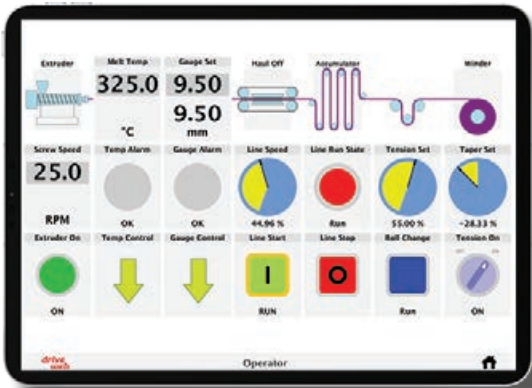 Extruder
Melt Temp
Gauge Set
Haul Off
Accumulator
Winder
325.0
9.50
9.50
°C
mm
Screw Speed
Temp Alarm
Gauge Alarm
Line Speed
Line Run State
Tension Set
Taper Set
25.0
RPM
OK
OK
44.96 %
Run
55.00 %
-28.33 %
Extruder On
Temp Control
Gauge Control
Line Start
Line Stop
Roll Change
Tension On
I
O
ON
RUN
Run
ON
drive
web
Operator